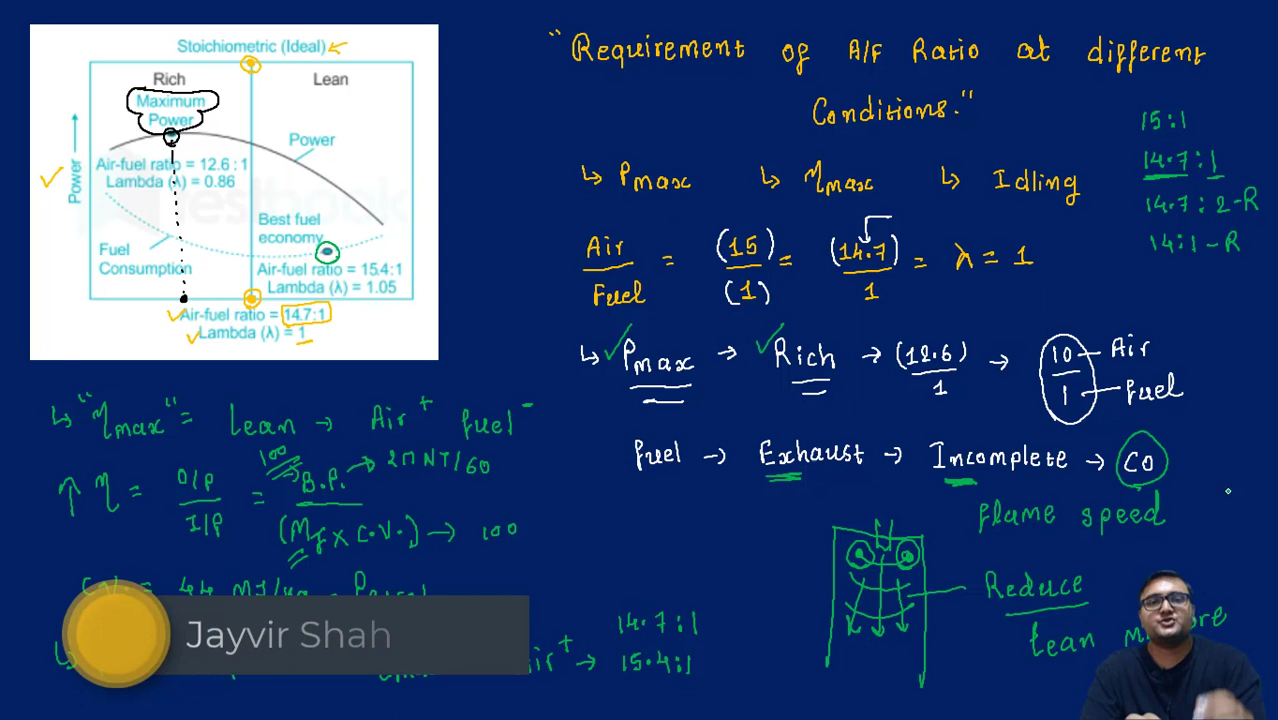 Stoichiometric (Ideal)
Rich
Lean
Maximum
Power
Power
Power
Air-fuel ratio = 12.6 : 1
Lambda (λ) = 0.86
Best fuel
economy
Fuel
Consumption
Air-fuel ratio = 15.4:1
Lambda (λ) = 1.05
Air-fuel ratio = 14.7:1
Lambda (λ) = 1
"Requirement of A/F Ratio at different
Conditions."
15:1
14.7:1
14.7:2-R
14:1-R
↳ Pmax ↳ ηmax ↳ Idling
Air/Fuel = (15)/(1) = (14.7)/1 = λ = 1
↳ Pmax → Rich → (12.6)/1 → 10/1 Air fuel
fuel → Exhaust → Incomplete → CO
flame speed
Reduce
lean
↳ "ηmax" = Lean → Air+ fuel-
100
↑ η = O/P / I/P = B.P. / (Mf x C.V.) → 100
→ 2πNT/60
44 MJ/kg
14.7:1
Air+ → 15.4:1
Jayvir Shah